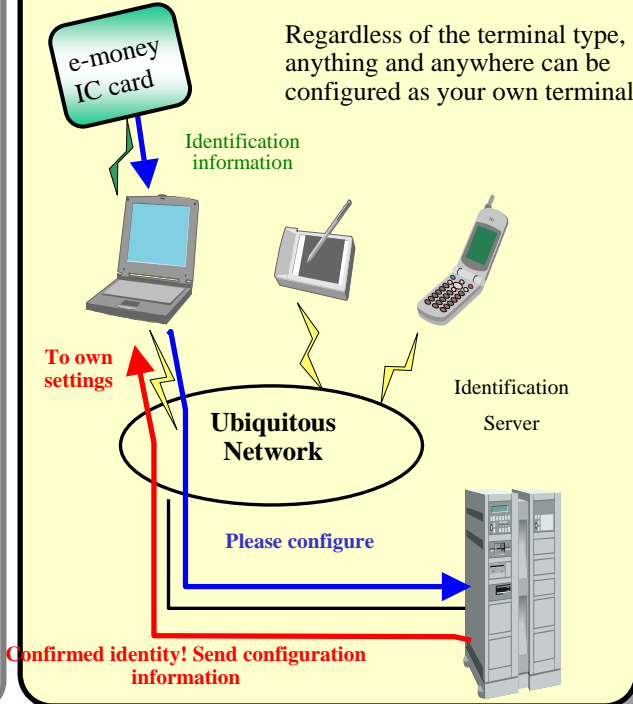 e-money
IC card
Regardless of the terminal type,
anything and anywhere can be
configured as your own terminal
Identification
information
To own
settings
Ubiquitous
Network
Identification
Server
Please configure
Confirmed identity! Send configuration
information